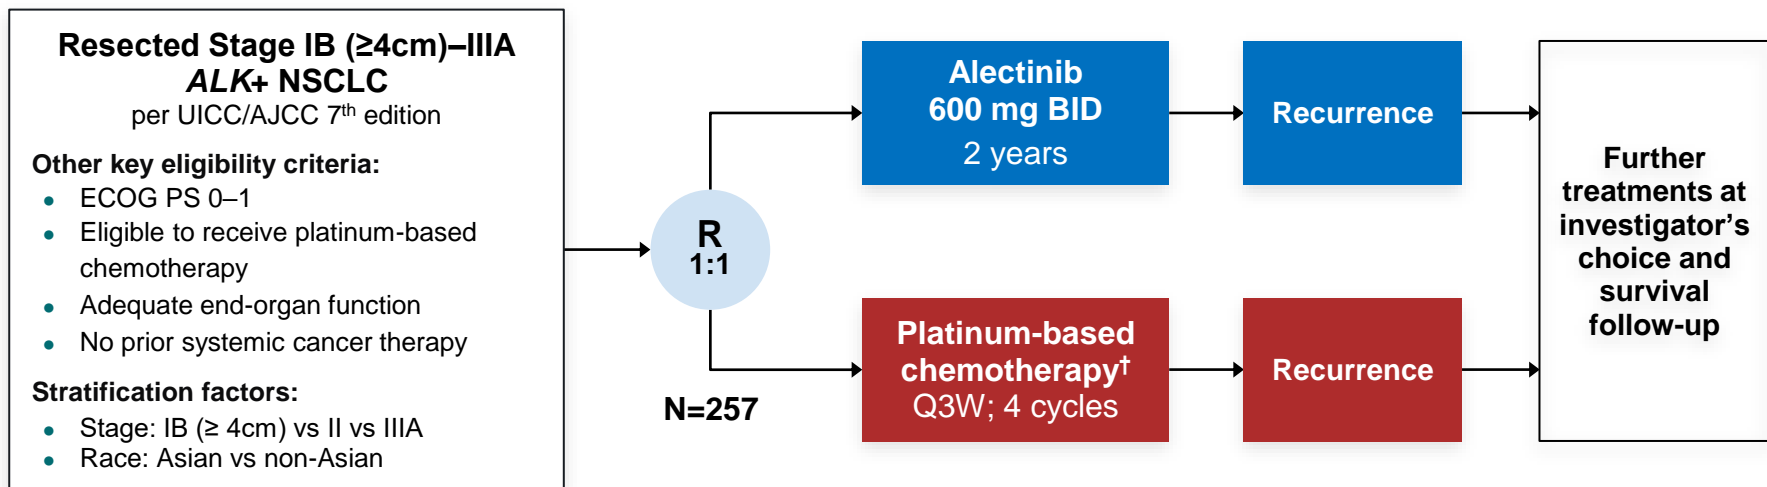 Resected Stage IB (≥4cm)–IIIA
ALK+ NSCLC
per UICC/AJCC 7th edition
Other key eligibility criteria:
• ECOG PS 0–1
• Eligible to receive platinum-based
chemotherapy
• Adequate end-organ function
• No prior systemic cancer therapy
Stratification factors:
• Stage: IB (≥ 4cm) vs II vs IIIA
• Race: Asian vs non-Asian
R
1:1
N=257
Alectinib
600 mg BID
2 years
Recurrence
Platinum-based
chemotherapy†
Q3W; 4 cycles
Recurrence
Further
treatments at
investigator’s
choice and
survival
follow-up